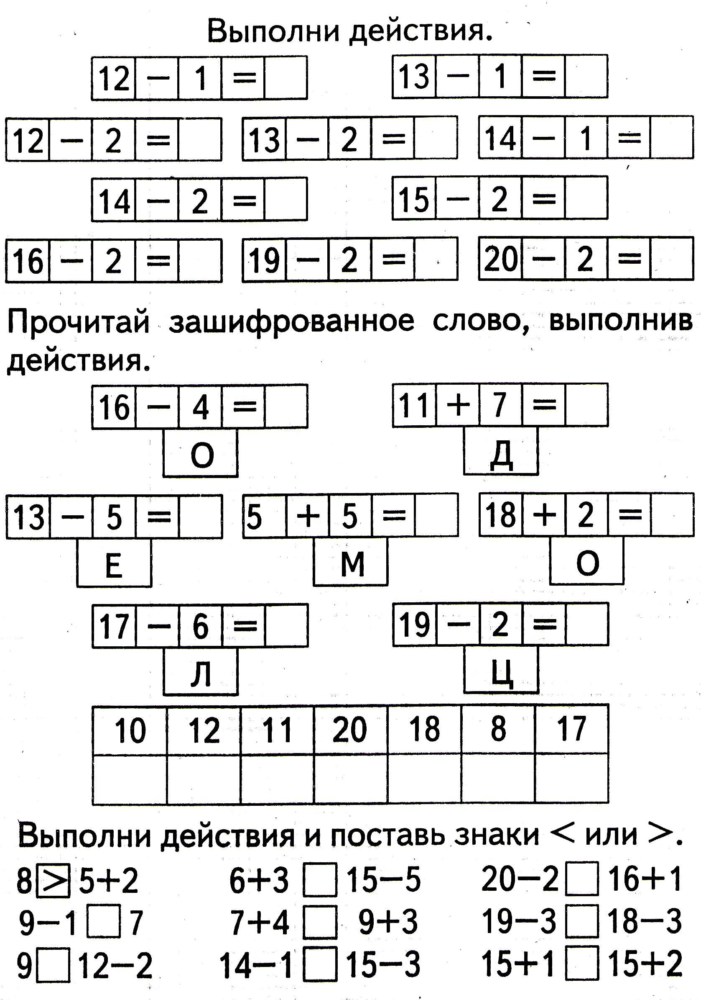 Выполни действия.
12 – 1 =
13 – 1 =
12 – 2 =
13 – 2 =
14 – 1 =
14 – 2 =
15 – 2 =
16 – 2 =
19 – 2 =
20 – 2 =
Прочитай зашифрованное слово, выполнив
действия.
16 – 4 =
11 + 7 =
О
Д
13 – 5 =
5 + 5 =
18 + 2 =
Е
М
О
17 – 6 =
19 – 2 =
Л
Ц
10 12 11 20 18 8 17
Выполни действия и поставь знаки < или >.
8 > 5+2
6+3 15–5
20–2 16+1
9–1 7
7+4 9+3
19–3 18–3
9 12–2
14–1 15–3
15+1 15+2